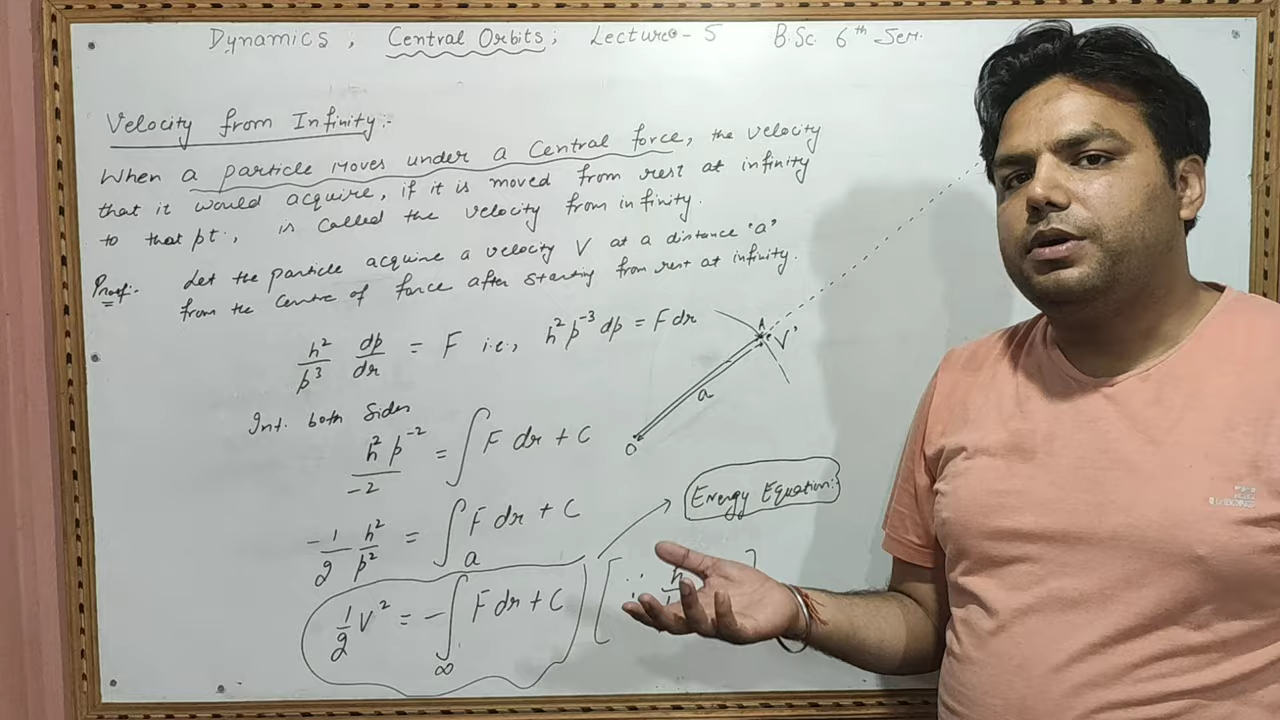 Dynamics, Central Orbits; Lecture - 5 B.Sc. 6th Sem.
Velocity from Infinity:-
When a particle moves under a Central force, the velocity
that it would acquire, if it is moved from rest at infinity
to that pt., is called the velocity from infinity.
Proof:- Let the particle acquire a velocity V at a distance 'a'
from the Centre of force after starting from rest at infinity.
h²/p³ dp/dr = F i.e., h²p⁻³ dp = F dr
Int. both Sides
h²p⁻²/-2 = ∫ F dr + C
-1/2 h²/p² = ∫a F dr + C
1/2 V² = -∫∞ F dr + C [∵ h
Energy Equation:-
A
V'
a
O